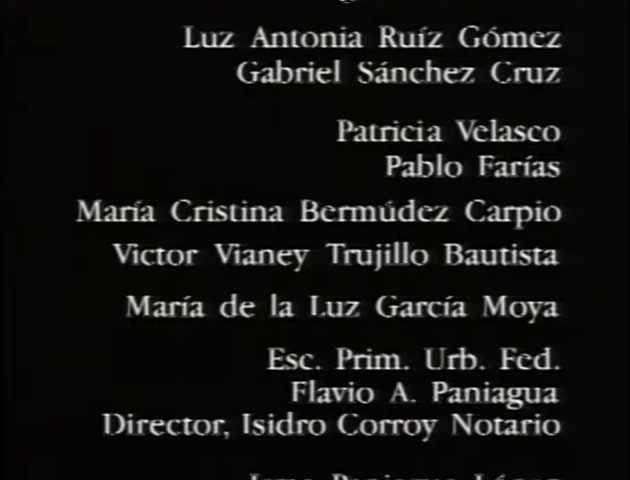 Luz Antonia Ruíz Gómez
Gabriel Sánchez Cruz
Patricia Velasco
Pablo Farías
María Cristina Bermúdez Carpio
Victor Vianey Trujillo Bautista
María de la Luz García Moya
Esc. Prim. Urb. Fed.
Flavio A. Paniagua
Director, Isidro Corroy Notario